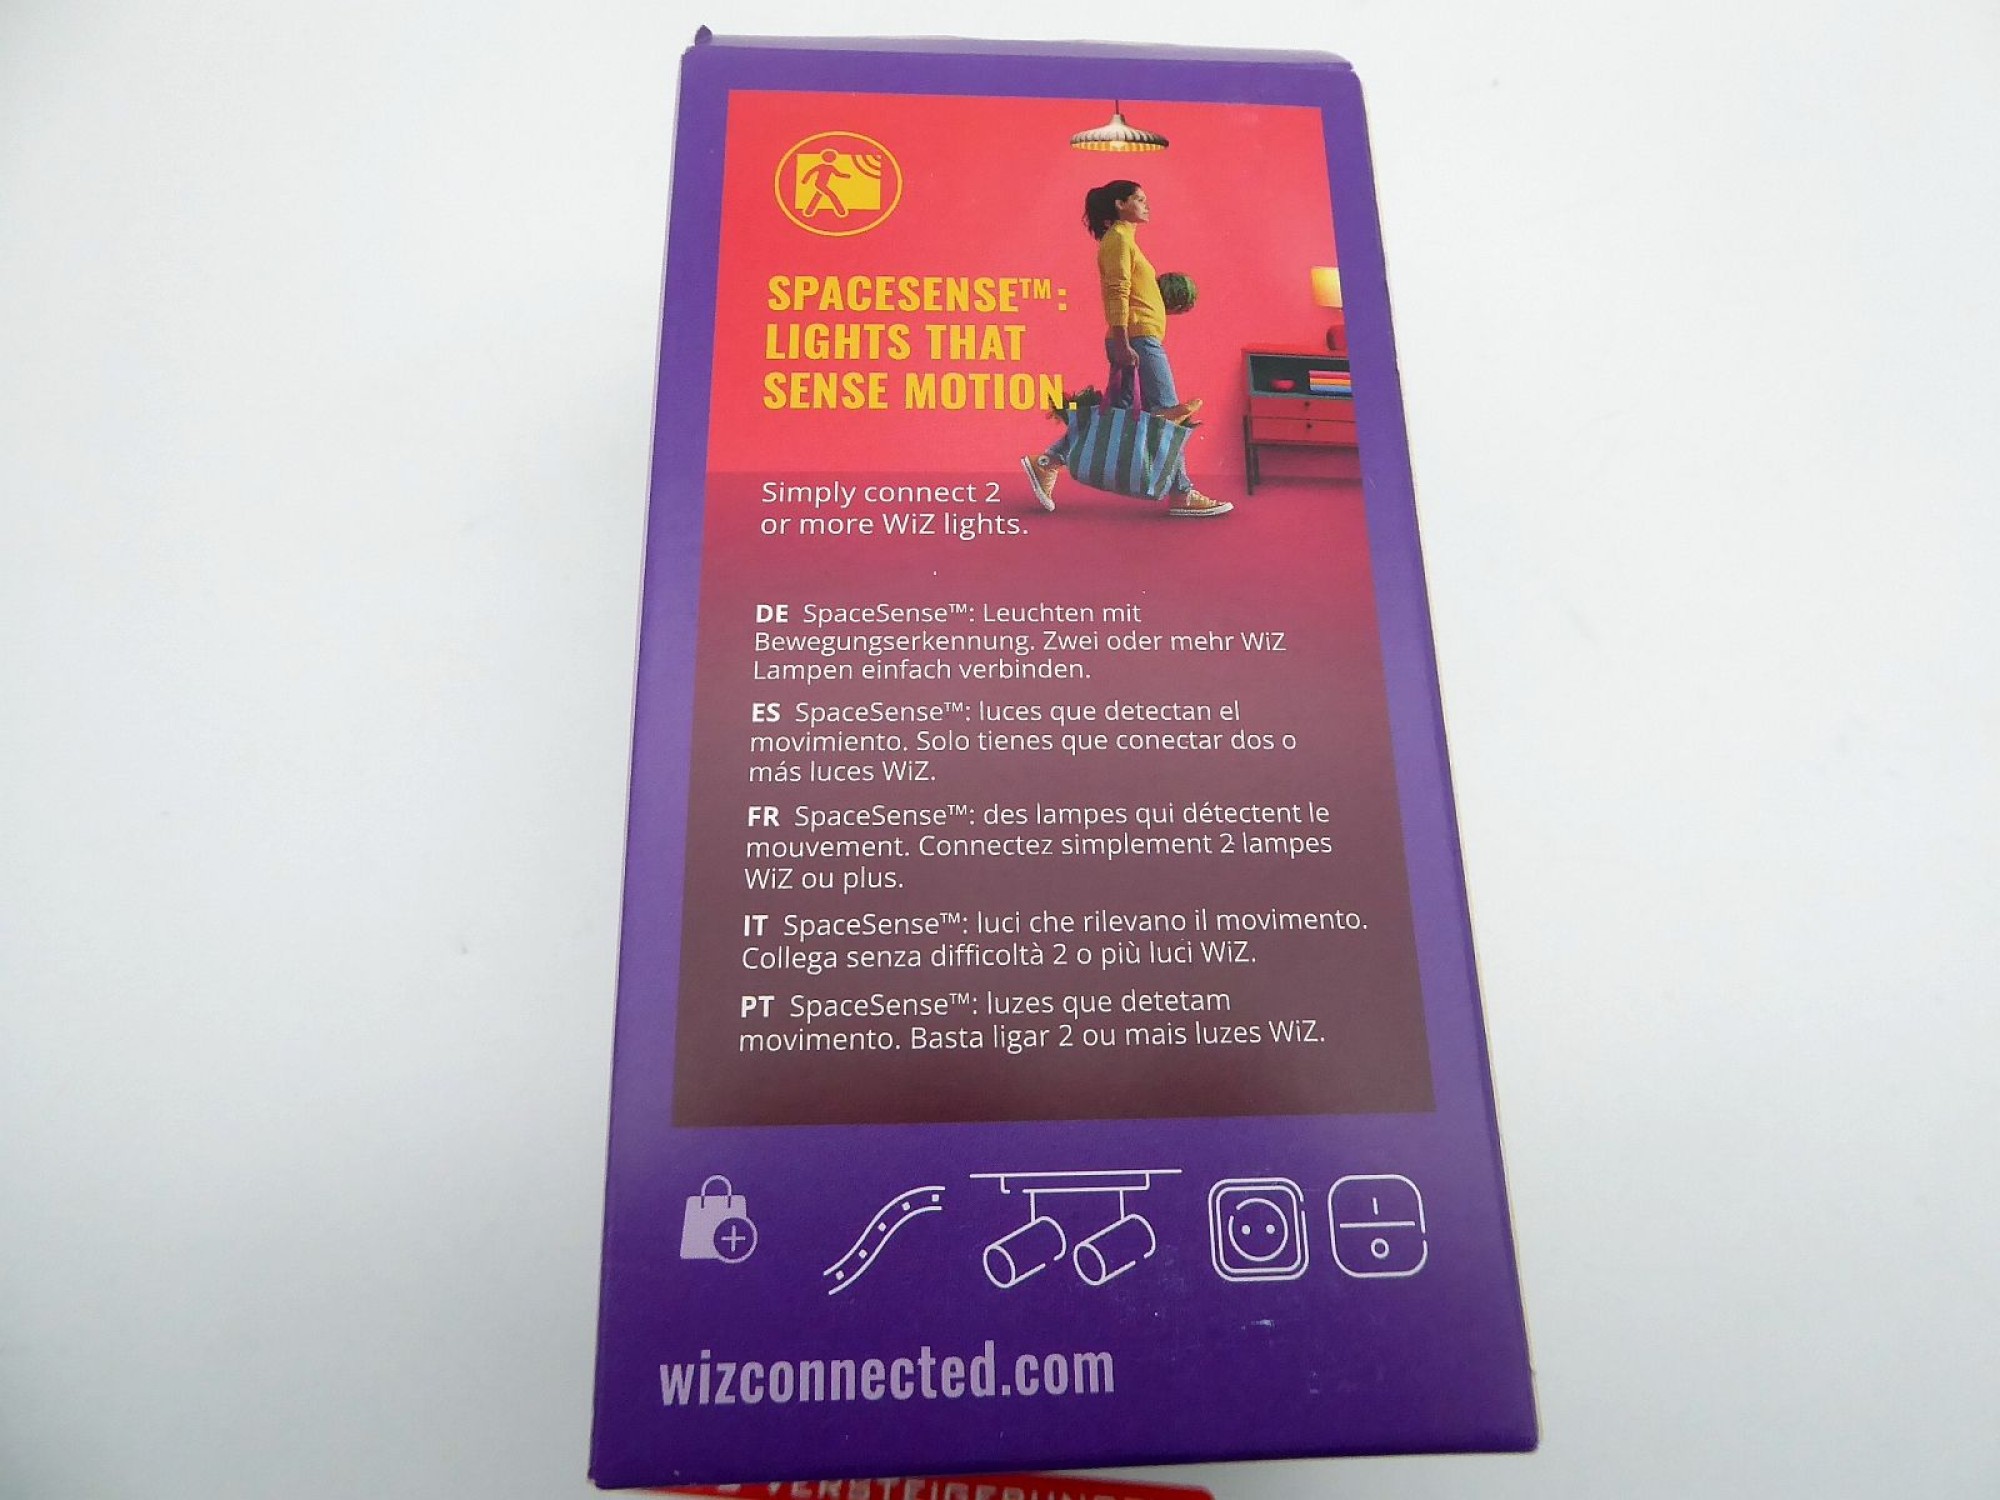 SPACESENSE™:
LIGHTS THAT
SENSE MOTION.
Simply connect 2
or more WiZ lights.
DE SpaceSense™: Leuchten mit
Bewegungserkennung. Zwei oder mehr WiZ
Lampen einfach verbinden.
ES SpaceSense™: luces que detectan el
movimiento. Solo tienes que conectar dos o
más luces WiZ.
FR SpaceSense™: des lampes qui détectent le
mouvement. Connectez simplement 2 lampes
WiZ ou plus.
IT SpaceSense™: luci che rilevano il movimento.
Collega senza difficoltà 2 o più luci WiZ.
PT SpaceSense™: luzes que detetam
movimento. Basta ligar 2 ou mais luzes WiZ.
wizconnected.com